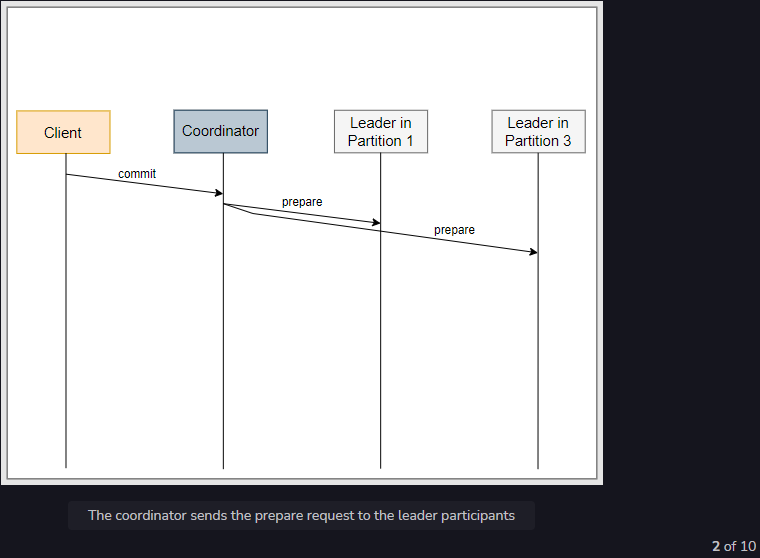 Client
Coordinator
Leader in
Partition 1
Leader in
Partition 3
commit
prepare
prepare
The coordinator sends the prepare request to the leader participants
2 of 10